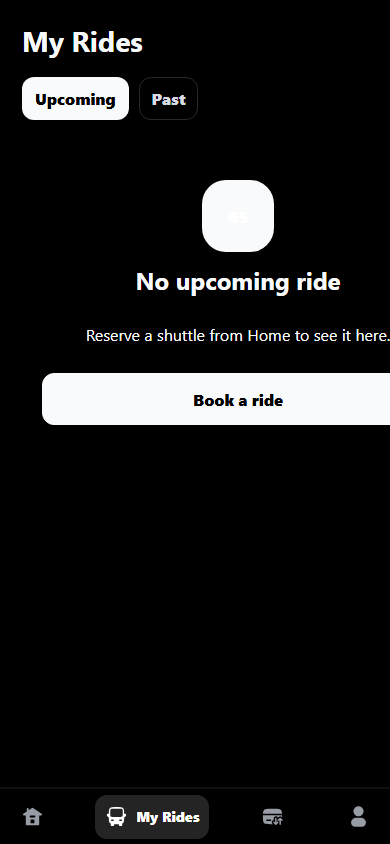 My Rides
Upcoming
Past
No upcoming ride
Reserve a shuttle from Home to see it here.
Book a ride
My Rides